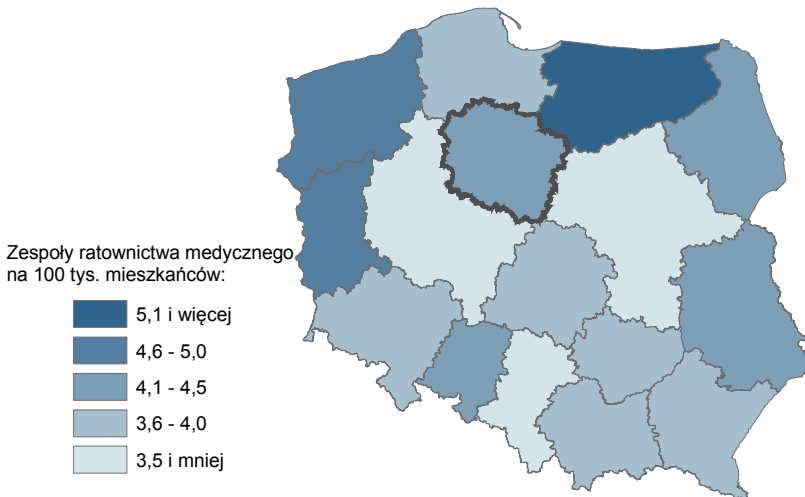 Zespoły ratownictwa medycznego
na 100 tys. mieszkańców:
5,1 i więcej
4,6 - 5,0
4,1 - 4,5
3,6 - 4,0
3,5 i mniej